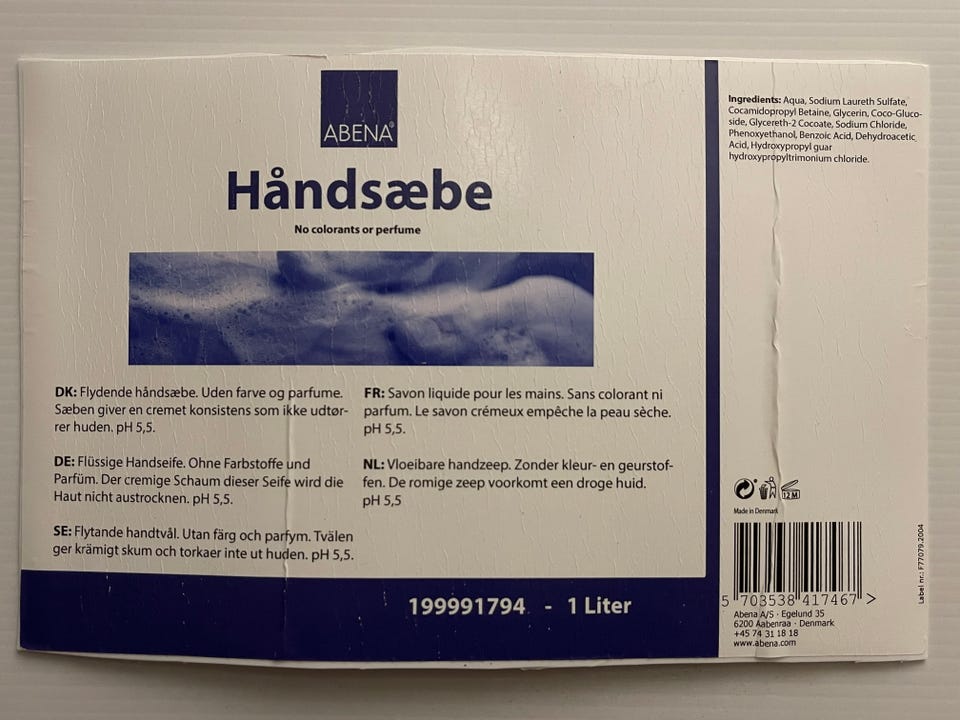 ABENA®
Håndsæbe
No colorants or perfume
DK: Flydende håndsæbe. Uden farve og parfume.
Sæben giver en cremet konsistens som ikke udtør-
rer huden. pH 5,5.
DE: Flüssige Handseife. Ohne Farbstoffe und
Parfüm. Der cremige Schaum dieser Seife wird die
Haut nicht austrocknen. pH 5,5.
SE: Flytande handtvål. Utan färg och parfym. Tvålen
ger krämigt skum och torkaer inte ut huden. pH 5,5.
FR: Savon liquide pour les mains. Sans colorant ni
parfum. Le savon crémeux empêche la peau sèche.
pH 5,5.
NL: Vloeibare handzeep. Zonder kleur- en geurstof-
fen. De romige zeep voorkomt een droge huid.
pH 5,5
199991794 - 1 Liter
Ingredients: Aqua, Sodium Laureth Sulfate,
Cocamidopropyl Betaine, Glycerin, Coco-Gluco-
side, Glycereth-2 Cocoate, Sodium Chloride,
Phenoxyethanol, Benzoic Acid, Dehydroacetic
Acid, Hydroxypropyl guar
hydroxypropyltrimonium chloride.
12 M
Made in Denmark
5 703538 417467 >
Abena A/S · Egelund 35
6200 Aabenraa · Denmark
+45 74 31 18 18
www.abena.com
Label nr.: F77079.2004